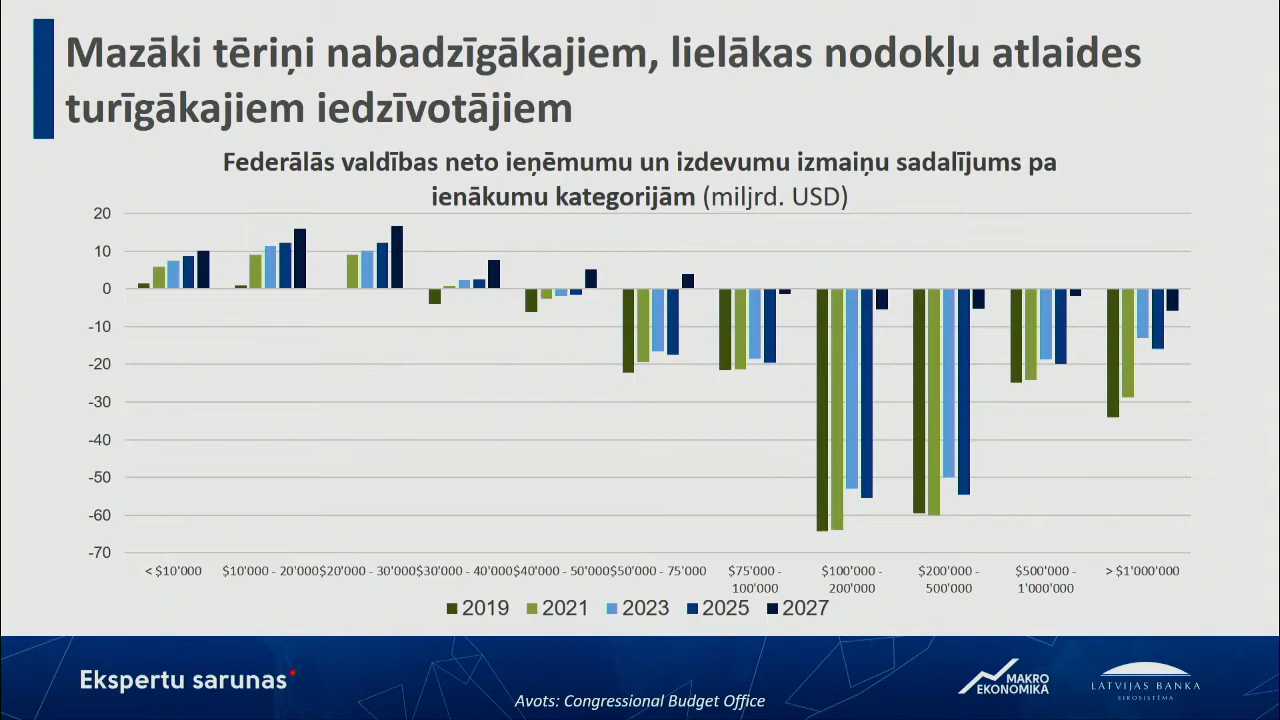 Mazāki tēriņi nabadzīgākajiem, lielākas nodokļu atlaides
turīgākajiem iedzīvotājiem
Federālās valdības neto ieņēmumu un izdevumu izmaiņu sadalījums pa
ienākumu kategorijām (miljrd. USD)
20
10
0
-10
-20
-30
-40
-50
-60
-70
< $10'000
$10'000 - 20'000
$20'000 - 30'000
$30'000 - 40'000
$40'000 - 50'000
$50'000 - 75'000
$75'000 -
100'000
$100'000 -
200'000
$200'000 -
500'000
$500'000 -
1'000'000
> $1'000'000
2019 2021 2023 2025 2027
Ekspertu sarunas
Avots: Congressional Budget Office
MAKRO
EKONOMIKA
LATVIJAS BANKA
EIROSISTĒMA